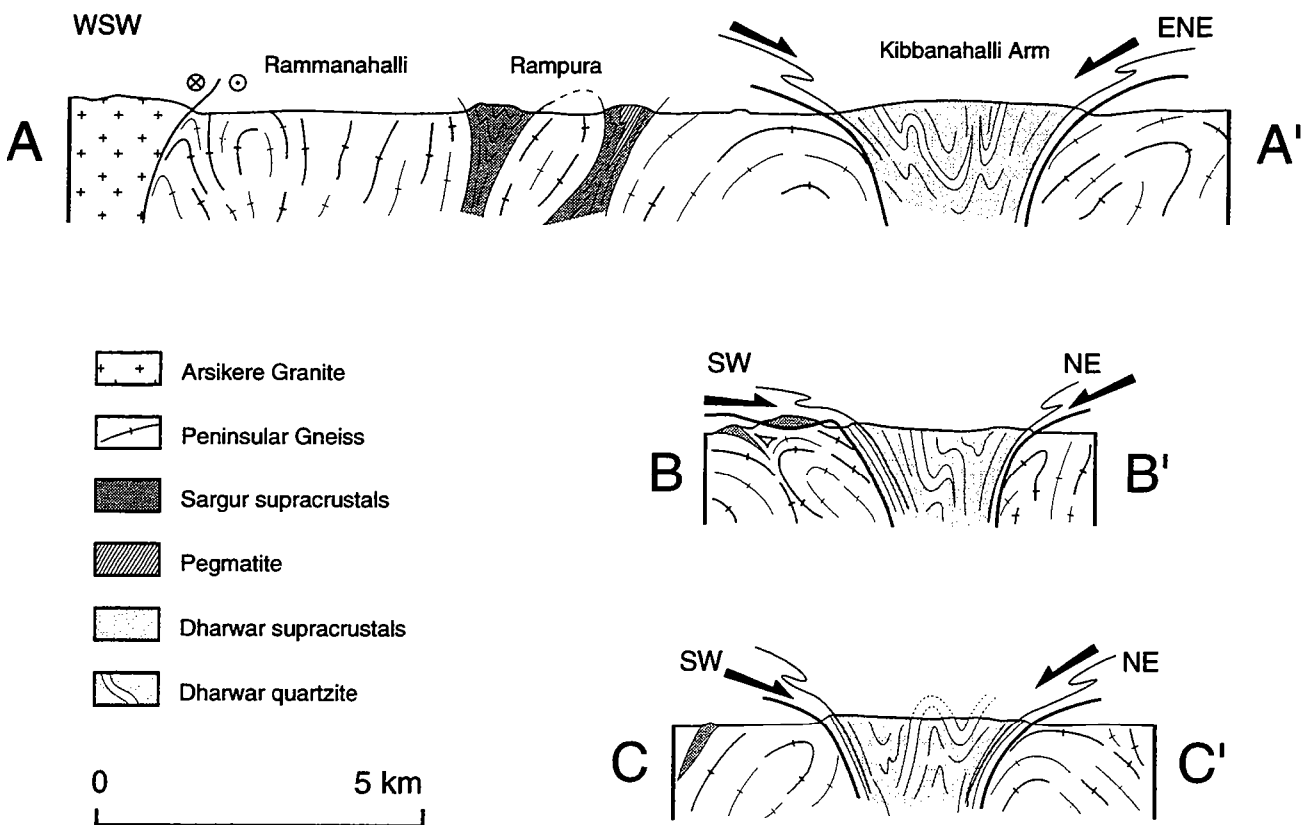 WSW
Rammanahalli
Rampura
Kibbanahalli Arm
ENE
A
A'
Arsikere Granite
Peninsular Gneiss
Sargur supracrustals
Pegmatite
Dharwar supracrustals
Dharwar quartzite
0 5 km
SW
NE
B
B'
SW
NE
C
C'